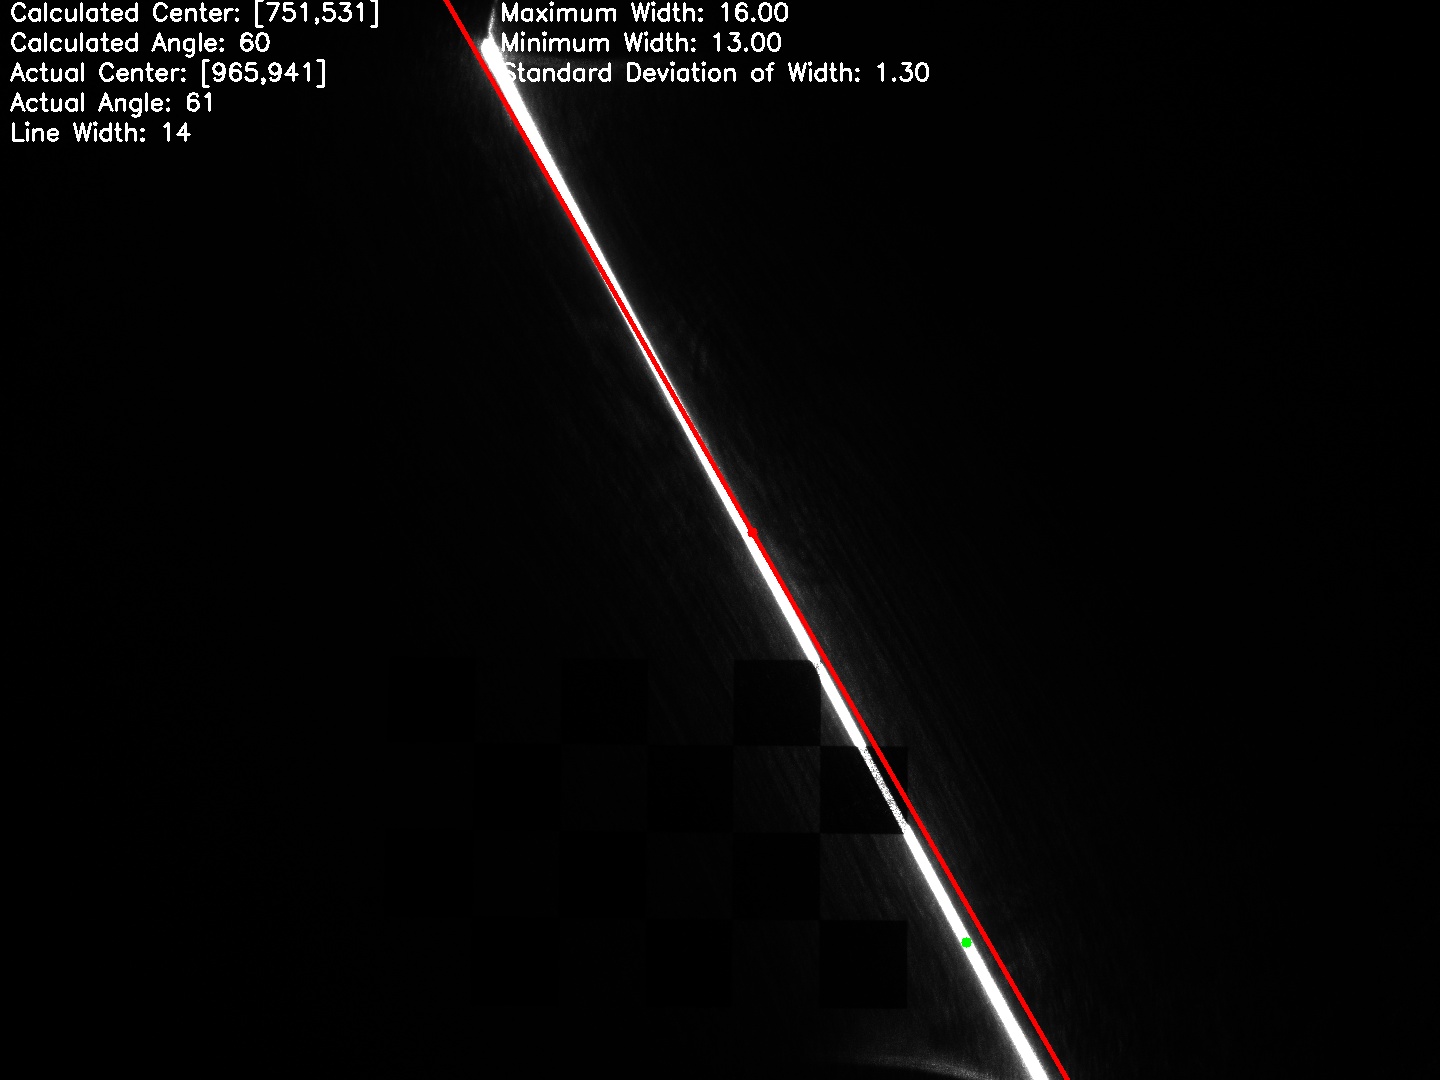 Calculated Center: [751,531]
Calculated Angle: 60
Actual Center: [965,941]
Actual Angle: 61
Line Width: 14
Maximum Width: 16.00
Minimum Width: 13.00
Standard Deviation of Width: 1.30